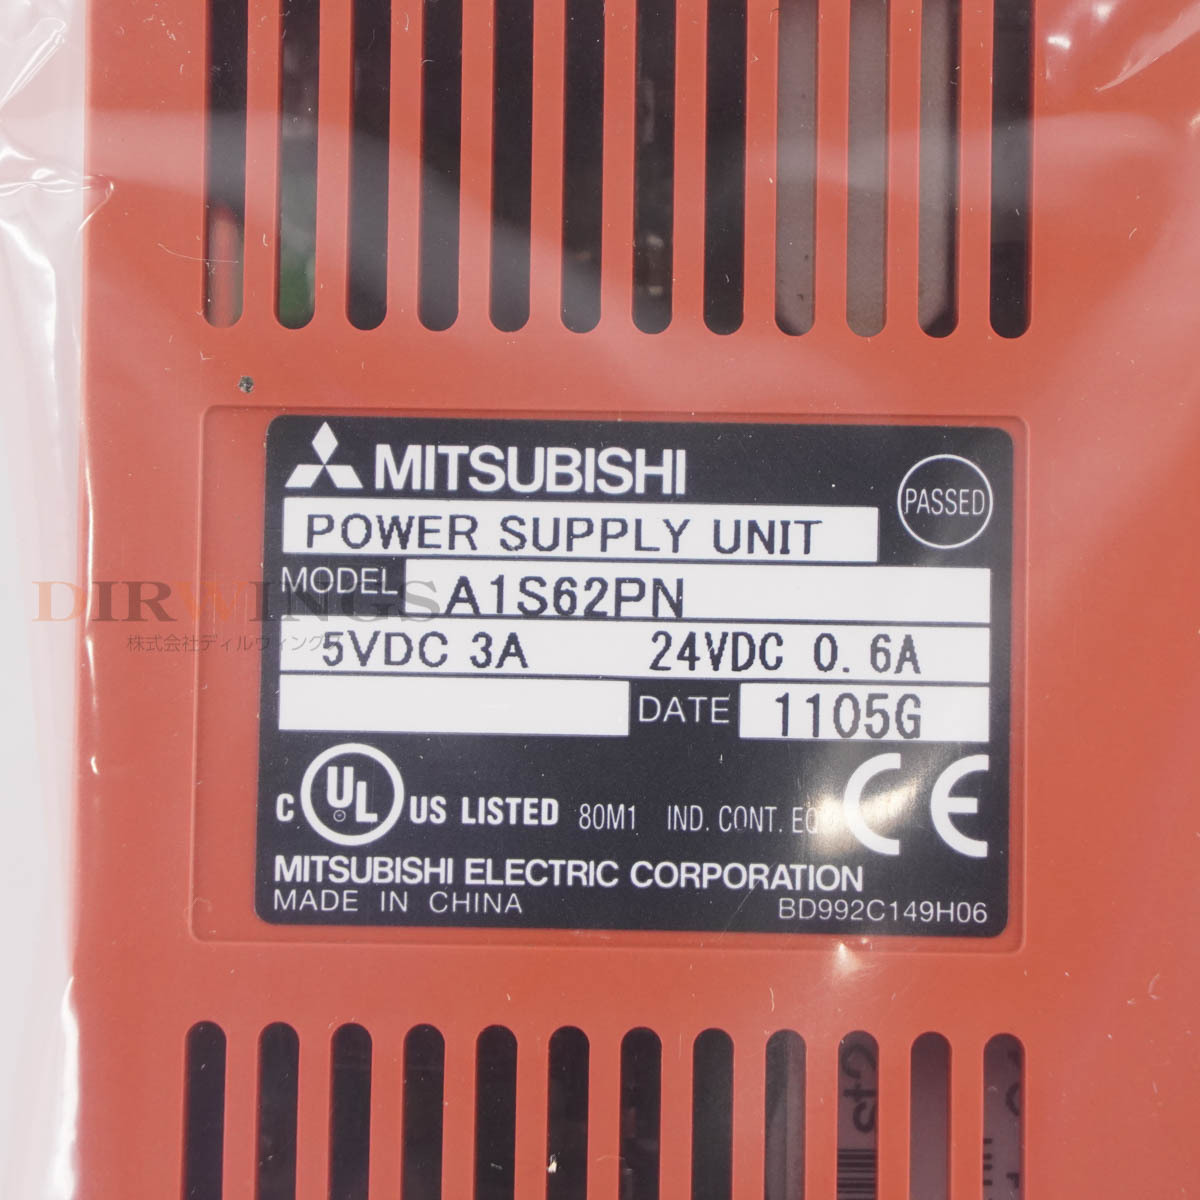 MITSUBISHI
PASSED
POWER SUPPLY UNIT
MODEL A1S62PN
DIRWINGS
株式会社ディルウィングス
5VDC 3A 24VDC 0.6A
DATE 1105G
C UL US LISTED 80M1 IND. CONT. EQ
CE
MITSUBISHI ELECTRIC CORPORATION
MADE IN CHINA BD992C149H06